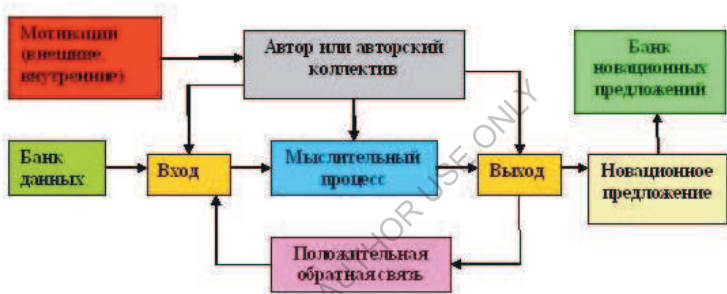 Мотивации
(внешние
внутренние)
Автор или авторский
коллектив
Банк
новационных
предложений
Банк
данных
Вход
Мыслительный
процесс
Выход
Новационное
предложение
Положительная
обратная связь
AUTHOR USE ONLY